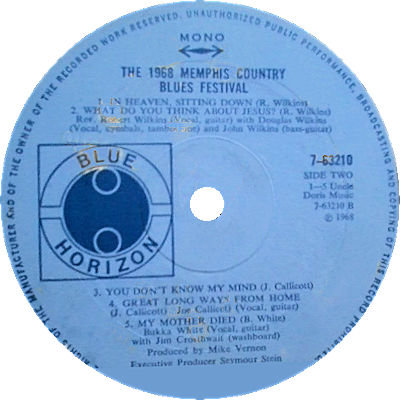 OF THE MANUFACTURER AND OF THE OWNER OF THE RECORDED WORK RESERVED. UNAUTHORISED PUBLIC PERFORMANCE BROADCASTING AND COPYING OF THIS RECORD PROHIBITED
MONO
THE 1968 MEMPHIS COUNTRY
BLUES FESTIVAL
1. IN HEAVEN, SITTING DOWN (R. Wilkins)
2. WHAT DO YOU THINK ABOUT JESUS? (R. Wilkins)
Rev. Robert Wilkins (Vocal, guitar) with Douglas Wilkins
(Vocal, cymbals, tambourine) and John Wilkins (bass-guitar)
BLUE
HORIZON
7-63210
SIDE TWO
1—5 Uncle
Doris Music
7-63210 B
℗ 1968
3. YOU DON'T KNOW MY MIND (J. Callicott)
4. GREAT LONG WAYS FROM HOME
(J. Callicott) Joe Callicott (Vocal, guitar)
5. MY MOTHER DIED (B. White)
Bukka White (Vocal, guitar)
with Jim Crosthwait (washboard)
Produced by Mike Vernon
Executive Producer Seymour Stein